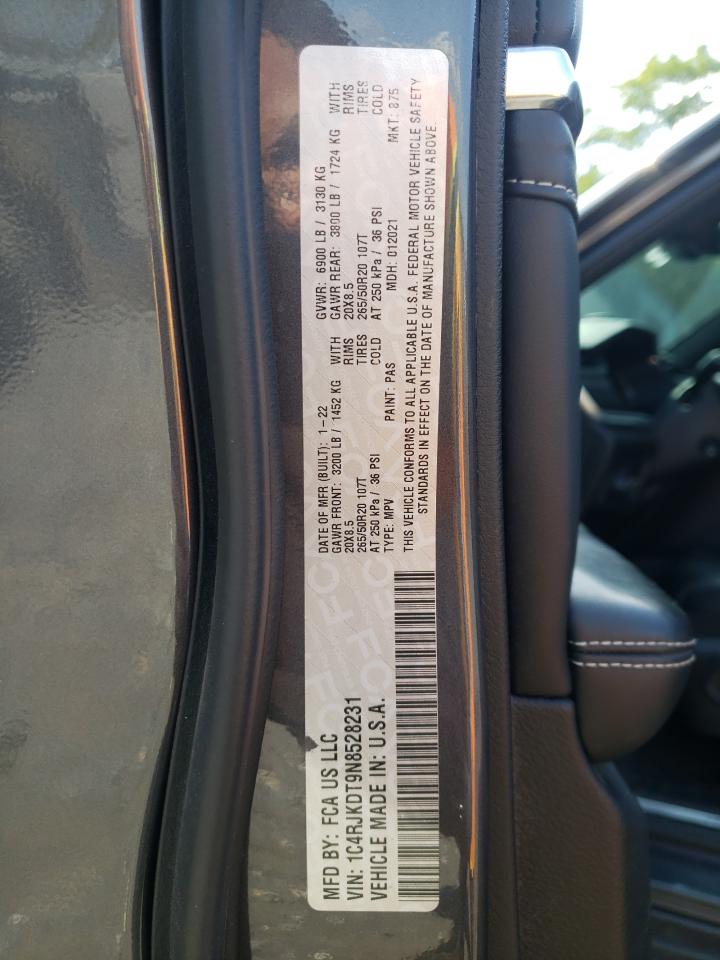 MFD BY: FCA US LLC
VIN: 1C4RJKDT9N8528231
VEHICLE MADE IN: U.S.A.
DATE OF MFR (BUILT): 1-22 GVWR: 6900 LB / 3130 KG
GAWR FRONT: 3200 LB / 1452 KG WITH GAWR REAR: 3800 LB / 1724 KG WITH
20X8.5 RIMS 20X8.5 RIMS
265/50R20 107T TIRES 265/50R20 107T TIRES
AT 250 kPa / 36 PSI COLD AT 250 kPa / 36 PSI COLD
TYPE: MPV PAINT: PAS MDH: 012021 MKT: 875
THIS VEHICLE CONFORMS TO ALL APPLICABLE U.S.A. FEDERAL MOTOR VEHICLE SAFETY
STANDARDS IN EFFECT ON THE DATE OF MANUFACTURE SHOWN ABOVE.